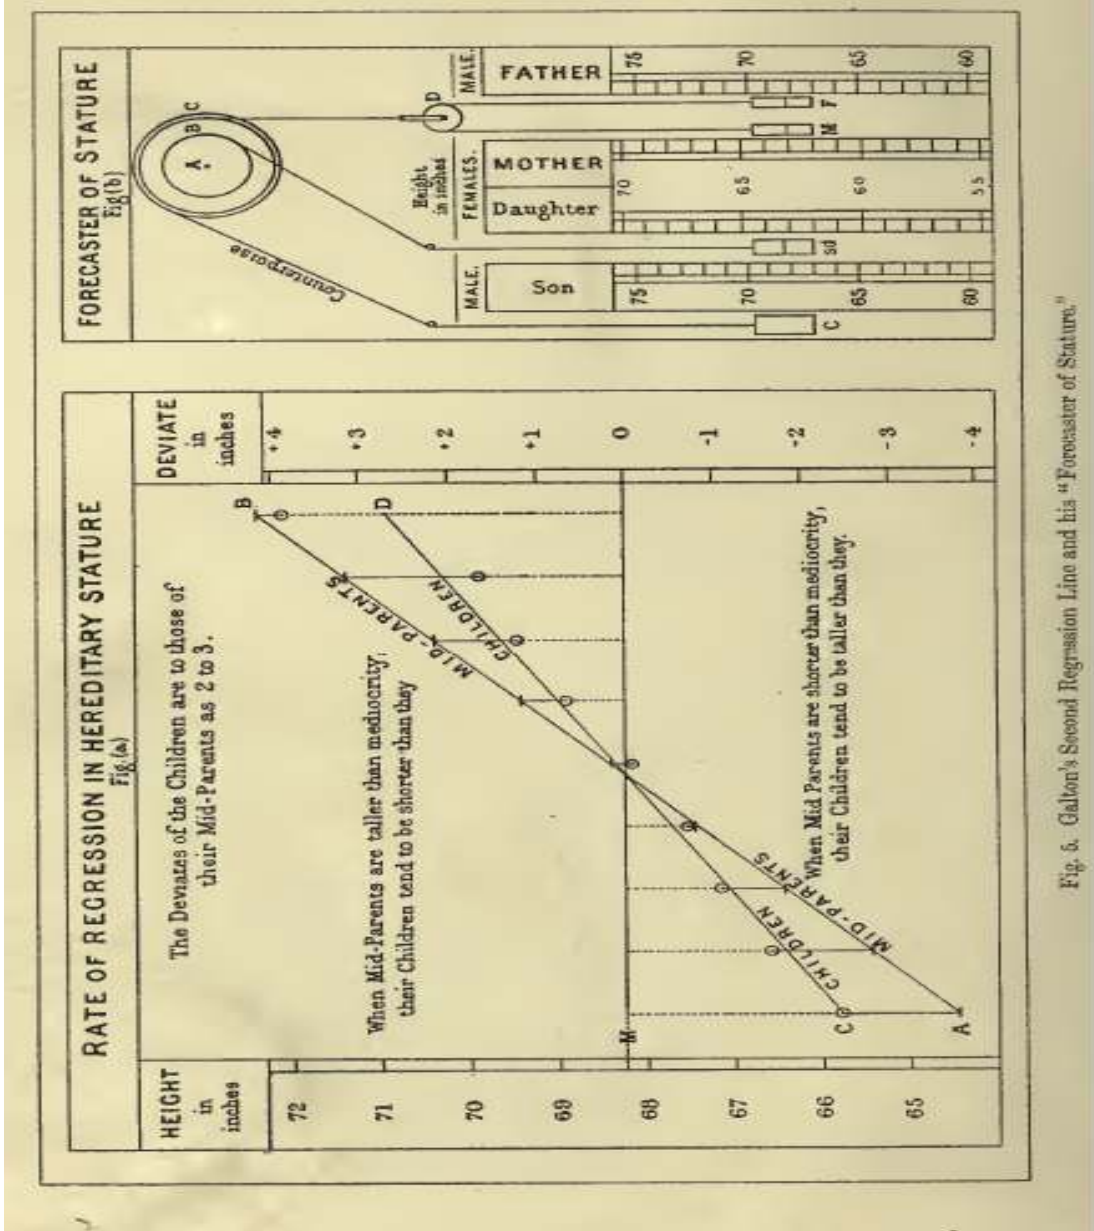 RATE OF REGRESSION IN HEREDITARY STATURE
Fig.(a)
HEIGHT
in
inches
DEVIATE
in
inches
The Deviates of the Children are to those of
their Mid-Parents as 2 to 3.
When Mid-Parents are taller than mediocrity,
their Children tend to be shorter than they
When Mid Parents are shorter than mediocrity,
their Children tend to be taller than they.
72
71
70
69
68
67
66
65
+4
+3
+2
+1
0
-1
-2
-3
-4
B
D
MID-PARENTS
CHILDREN
M
CHILDREN
MID-PARENTS
C
A
FORECASTER OF STATURE
Fig(b)
A
B
C
D
Counterpoise
Height
in inches
MALE.
FEMALES.
MALE.
Son
Daughter
MOTHER
FATHER
75
70
65
60
70
65
60
55
75
70
65
60
C
sd
M
F
Fig. 5. Galton's Second Regression Line and his "Forecaster of Stature."